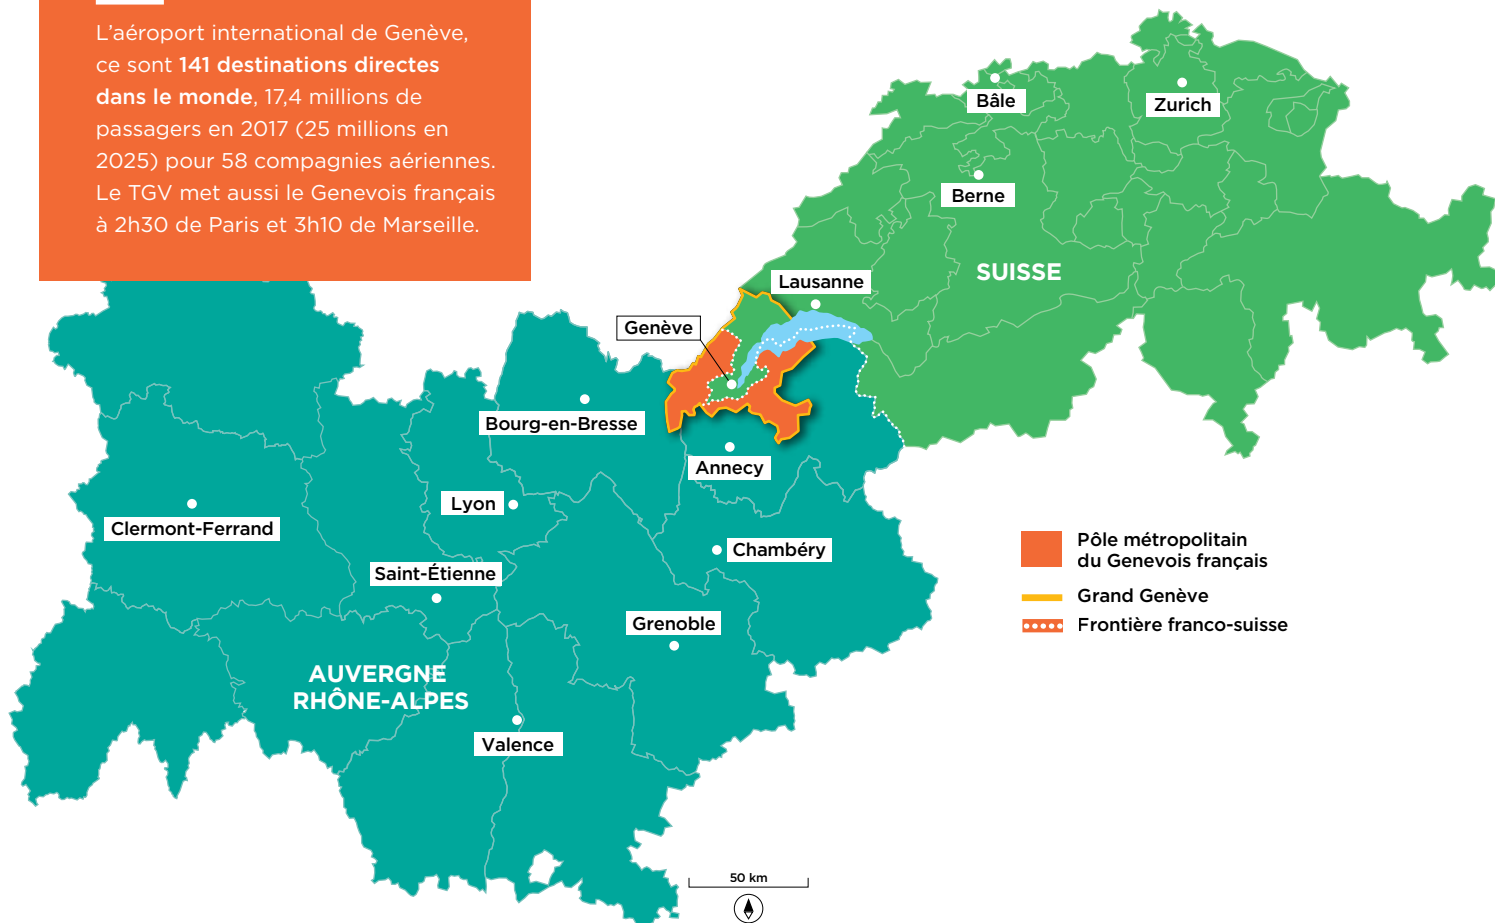 L'aéroport international de Genève,
ce sont 141 destinations directes
dans le monde, 17,4 millions de
passagers en 2017 (25 millions en
2025) pour 58 compagnies aériennes.
Le TGV met aussi le Genevois français
à 2h30 de Paris et 3h10 de Marseille.
Bâle
Zurich
Berne
SUISSE
Lausanne
Genève
Bourg-en-Bresse
Annecy
Lyon
Clermont-Ferrand
Chambéry
Saint-Étienne
Grenoble
AUVERGNE
RHÔNE-ALPES
Valence
Pôle métropolitain
du Genevois français
Grand Genève
Frontière franco-suisse
50 km